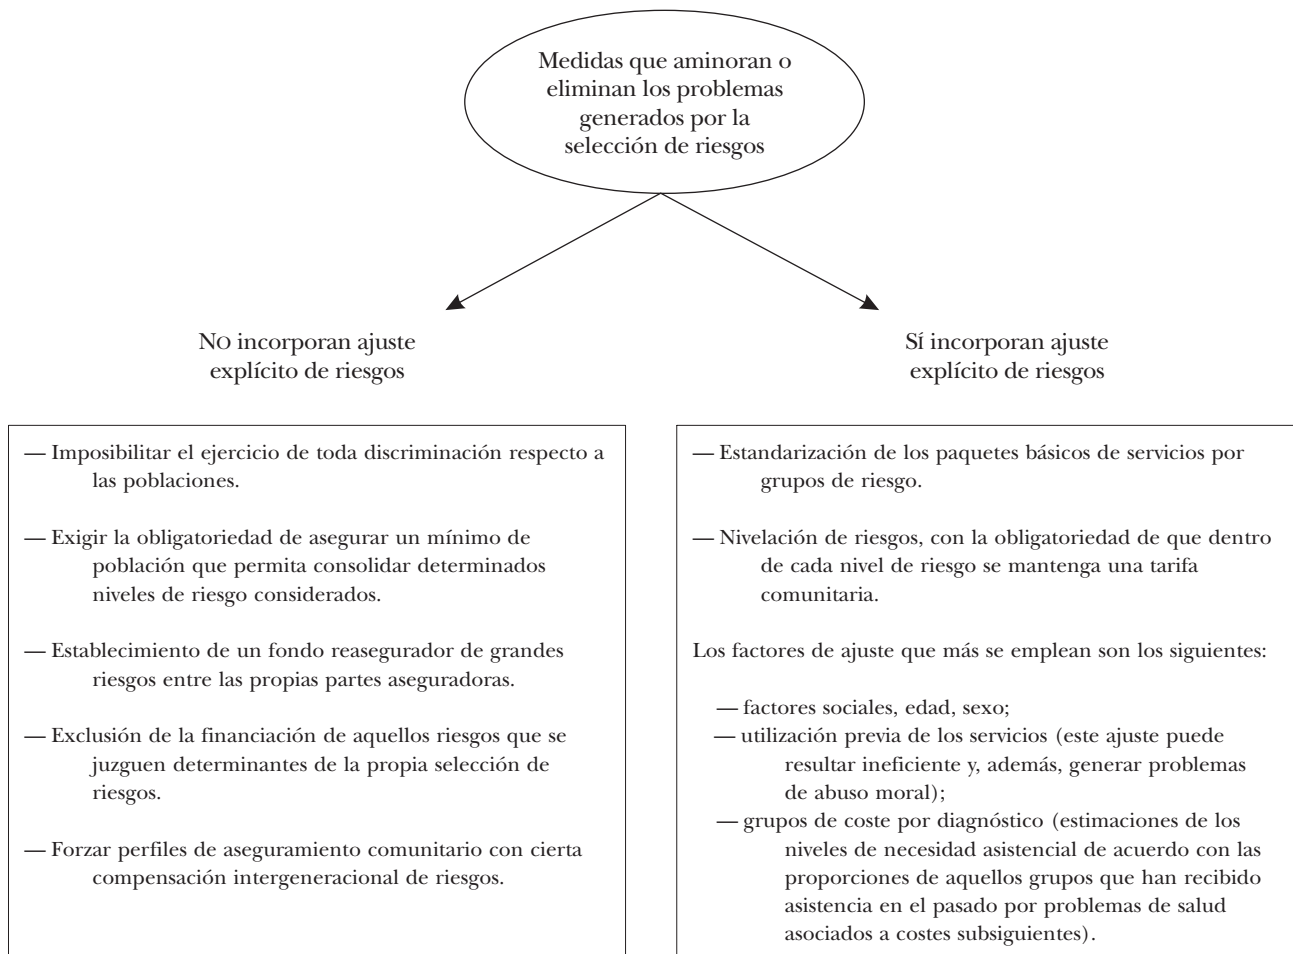 Medidas que aminoran o
eliminan los problemas
generados por la
selección de riesgos
NO incorporan ajuste
explícito de riesgos
SÍ incorporan ajuste
explícito de riesgos
— Imposibilitar el ejercicio de toda discriminación respecto a
las poblaciones.
— Exigir la obligatoriedad de asegurar un mínimo de
población que permita consolidar determinados
niveles de riesgo considerados.
— Establecimiento de un fondo reasegurador de grandes
riesgos entre las propias partes aseguradoras.
— Exclusión de la financiación de aquellos riesgos que se
juzguen determinantes de la propia selección de
riesgos.
— Forzar perfiles de aseguramiento comunitario con cierta
compensación intergeneracional de riesgos.
— Estandarización de los paquetes básicos de servicios por
grupos de riesgo.
— Nivelación de riesgos, con la obligatoriedad de que dentro
de cada nivel de riesgo se mantenga una tarifa
comunitaria.
Los factores de ajuste que más se emplean son los siguientes:
— factores sociales, edad, sexo;
— utilización previa de los servicios (este ajuste puede
resultar ineficiente y, además, generar problemas
de abuso moral);
— grupos de coste por diagnóstico (estimaciones de los
niveles de necesidad asistencial de acuerdo con las
proporciones de aquellos grupos que han recibido
asistencia en el pasado por problemas de salud
asociados a costes subsiguientes).